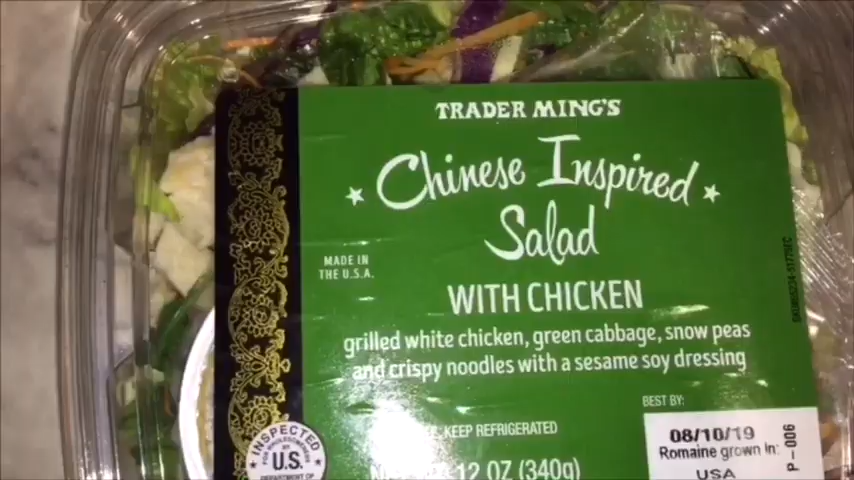 TRADER MING'S
Chinese Inspired
Salad
MADE IN
THE U.S.A.
WITH CHICKEN
grilled white chicken, green cabbage, snow peas
and crispy noodles with a sesame soy dressing
BEST BY:
KEEP REFRIGERATED
12 OZ (340g)
08/10/19
Romaine grown In:
USA
P-006
INSPECTED
U.S.
DEPARTMENT OF